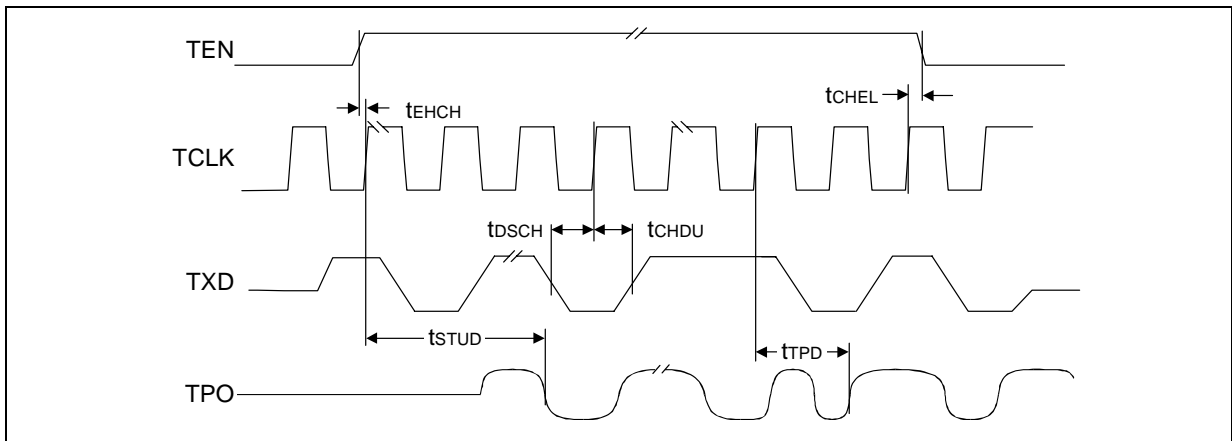 TEN
tEHCH
tCHEL
TCLK
tDSCH
tCHDU
TXD
tSTUD
tTPD
TPO